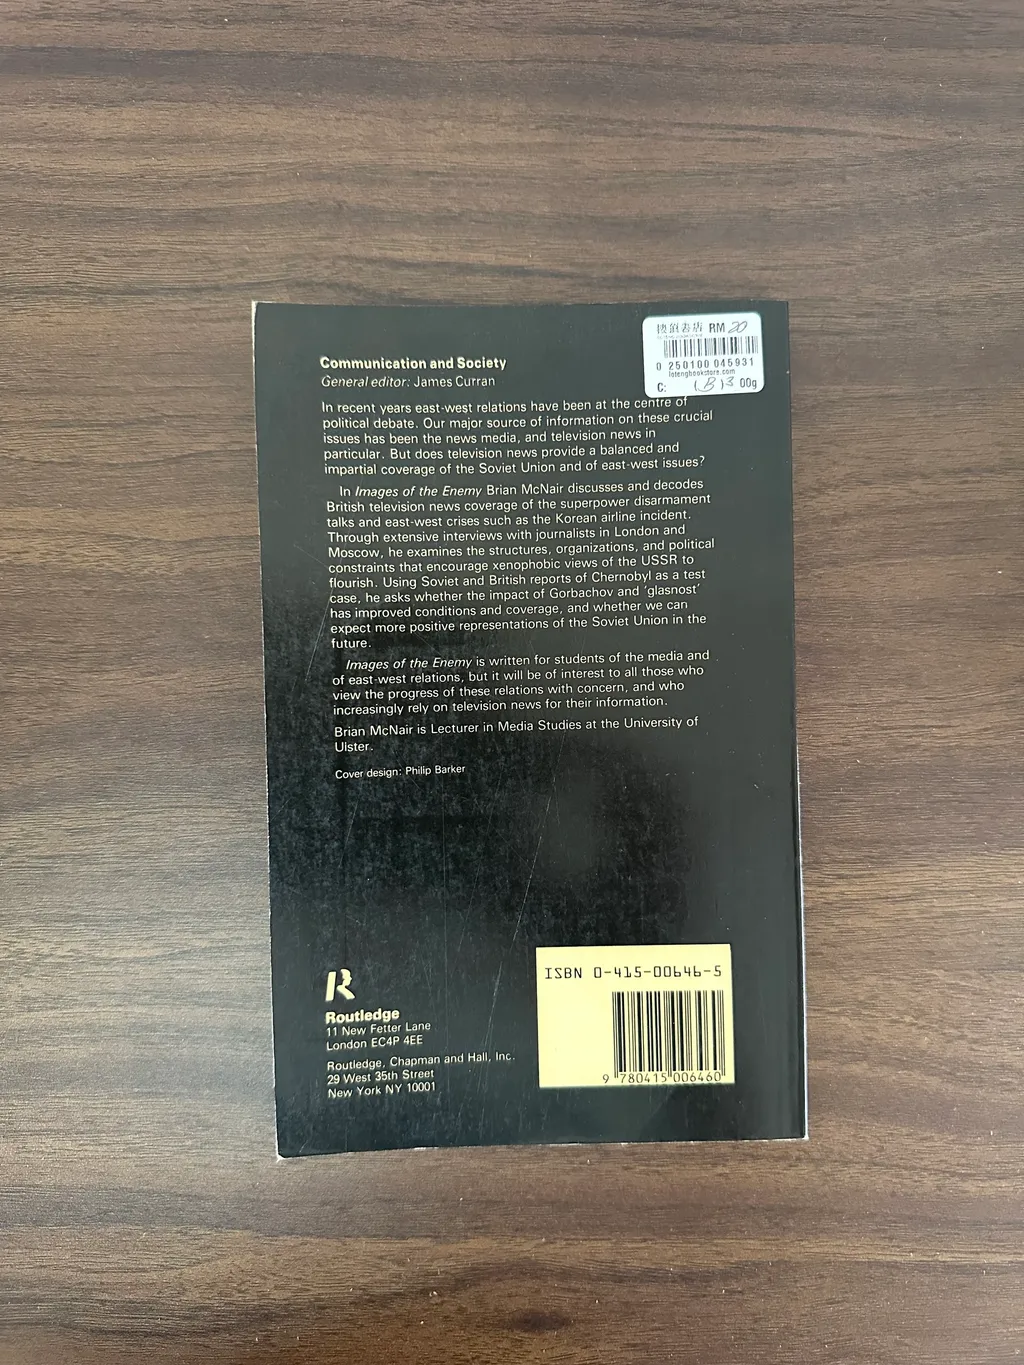 Communication and Society
General editor: James Curran
樓頂書房 RM 20
0 250100 045931
lotengbookstore.com
C: 00g
In recent years east-west relations have been at the centre of
political debate. Our major source of information on these crucial
issues has been the news media, and television news in
particular. But does television news provide a balanced and
impartial coverage of the Soviet Union and of east-west issues?
In Images of the Enemy Brian McNair discusses and decodes
British television news coverage of the superpower disarmament
talks and east-west crises such as the Korean airline incident.
Through extensive interviews with journalists in London and
Moscow, he examines the structures, organizations, and political
constraints that encourage xenophobic views of the USSR to
flourish. Using Soviet and British reports of Chernobyl as a test
case, he asks whether the impact of Gorbachov and 'glasnost'
has improved conditions and coverage, and whether we can
expect more positive representations of the Soviet Union in the
future.
Images of the Enemy is written for students of the media and
of east-west relations, but it will be of interest to all those who
view the progress of these relations with concern, and who
increasingly rely on television news for their information.
Brian McNair is Lecturer in Media Studies at the University of
Ulster.
Cover design: Philip Barker
Routledge
11 New Fetter Lane
London EC4P 4EE
Routledge, Chapman and Hall, Inc.
29 West 35th Street
New York NY 10001
ISBN 0-415-00646-5
9 780415 006460